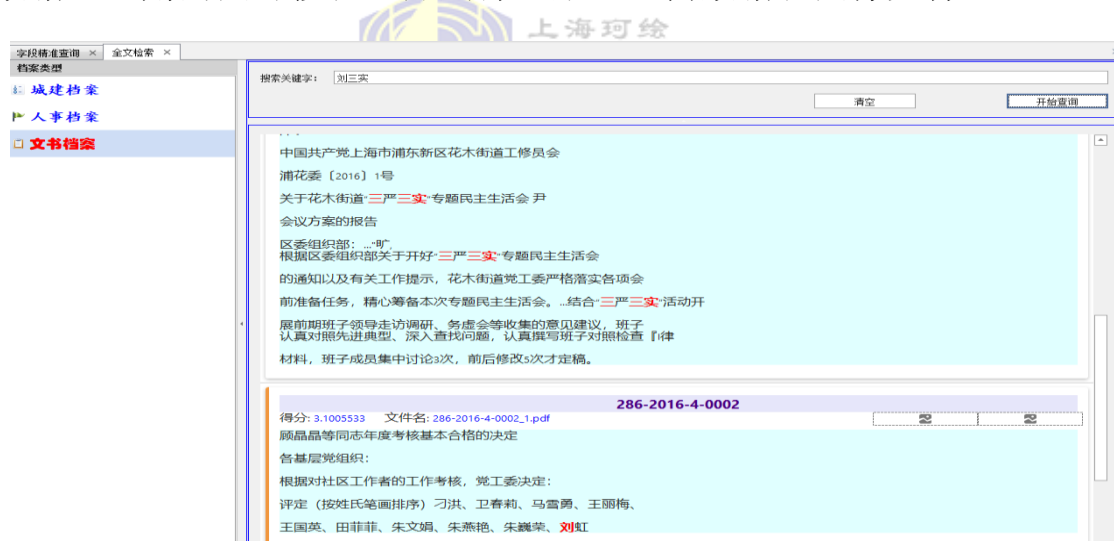 上海珂绘
字段精准查询 × 全文检索 ×
档案类型
城建档案
人事档案
文书档案
搜索关键字: 刘三实
清空 开始查询
中国共产党上海市浦东新区花木街道工修员会
浦花委〔2016〕1号
关于花木街道“三严三实”专题民主生活会 尹
会议方案的报告
区委组织部：..."旷,
根据区委组织部关于开好“三严三实”专题民主生活会
的通知以及有关工作提示，花木街道党工委严格落实各项会
前准备任务，精心筹备本次专题民主生活会。...结合“三严三实”活动开
展前期班子领导走访调研、务虚会等收集的意见建议，班子
认真对照先进典型、深入查找问题，认真撰写班子对照检查『律
材料，班子成员集中讨论3次，前后修改5次才定稿。
286-2016-4-0002
得分: 3.1005533 文件名: 286-2016-4-0002_1.pdf
顾晶晶等同志年度考核基本合格的决定
各基层党组织：
根据对社区工作者的工作考核，党工委决定：
评定（按姓氏笔画排序）刁洪、卫春莉、马雪勇、王丽梅、
王国英、田菲菲、朱文娟、朱燕艳、朱巍荣、刘虹